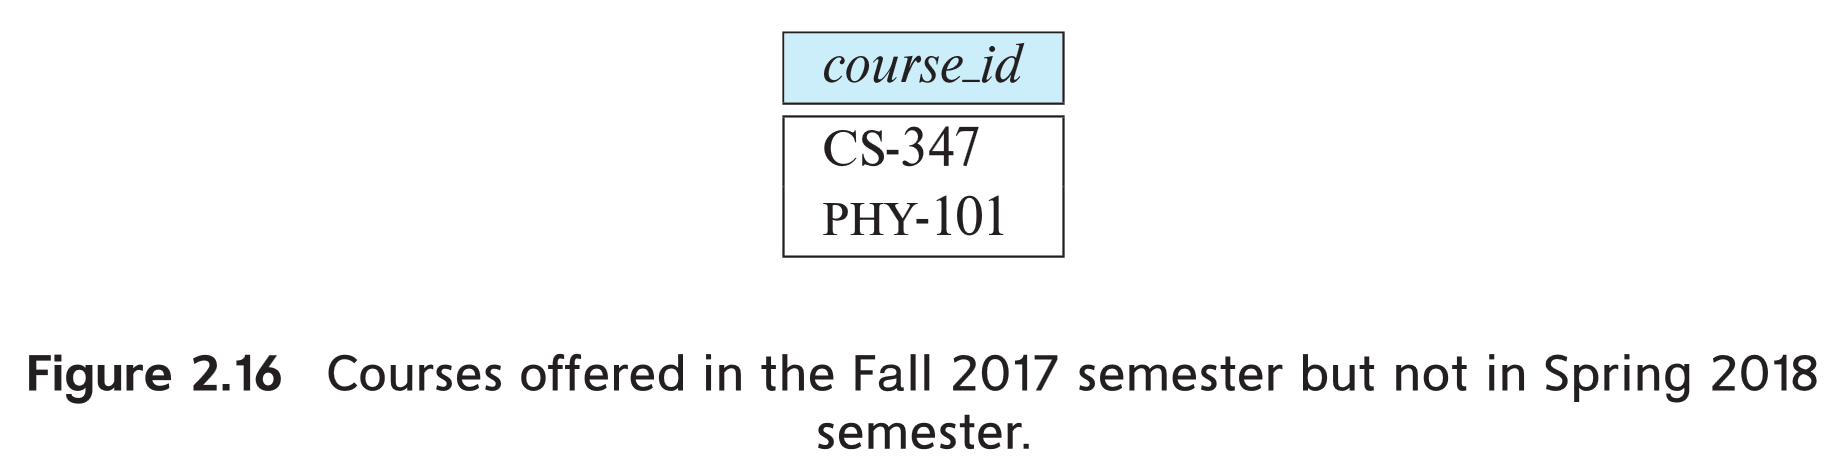 course_id
CS-347
PHY-101
Figure 2.16 Courses offered in the Fall 2017 semester but not in Spring 2018
semester.